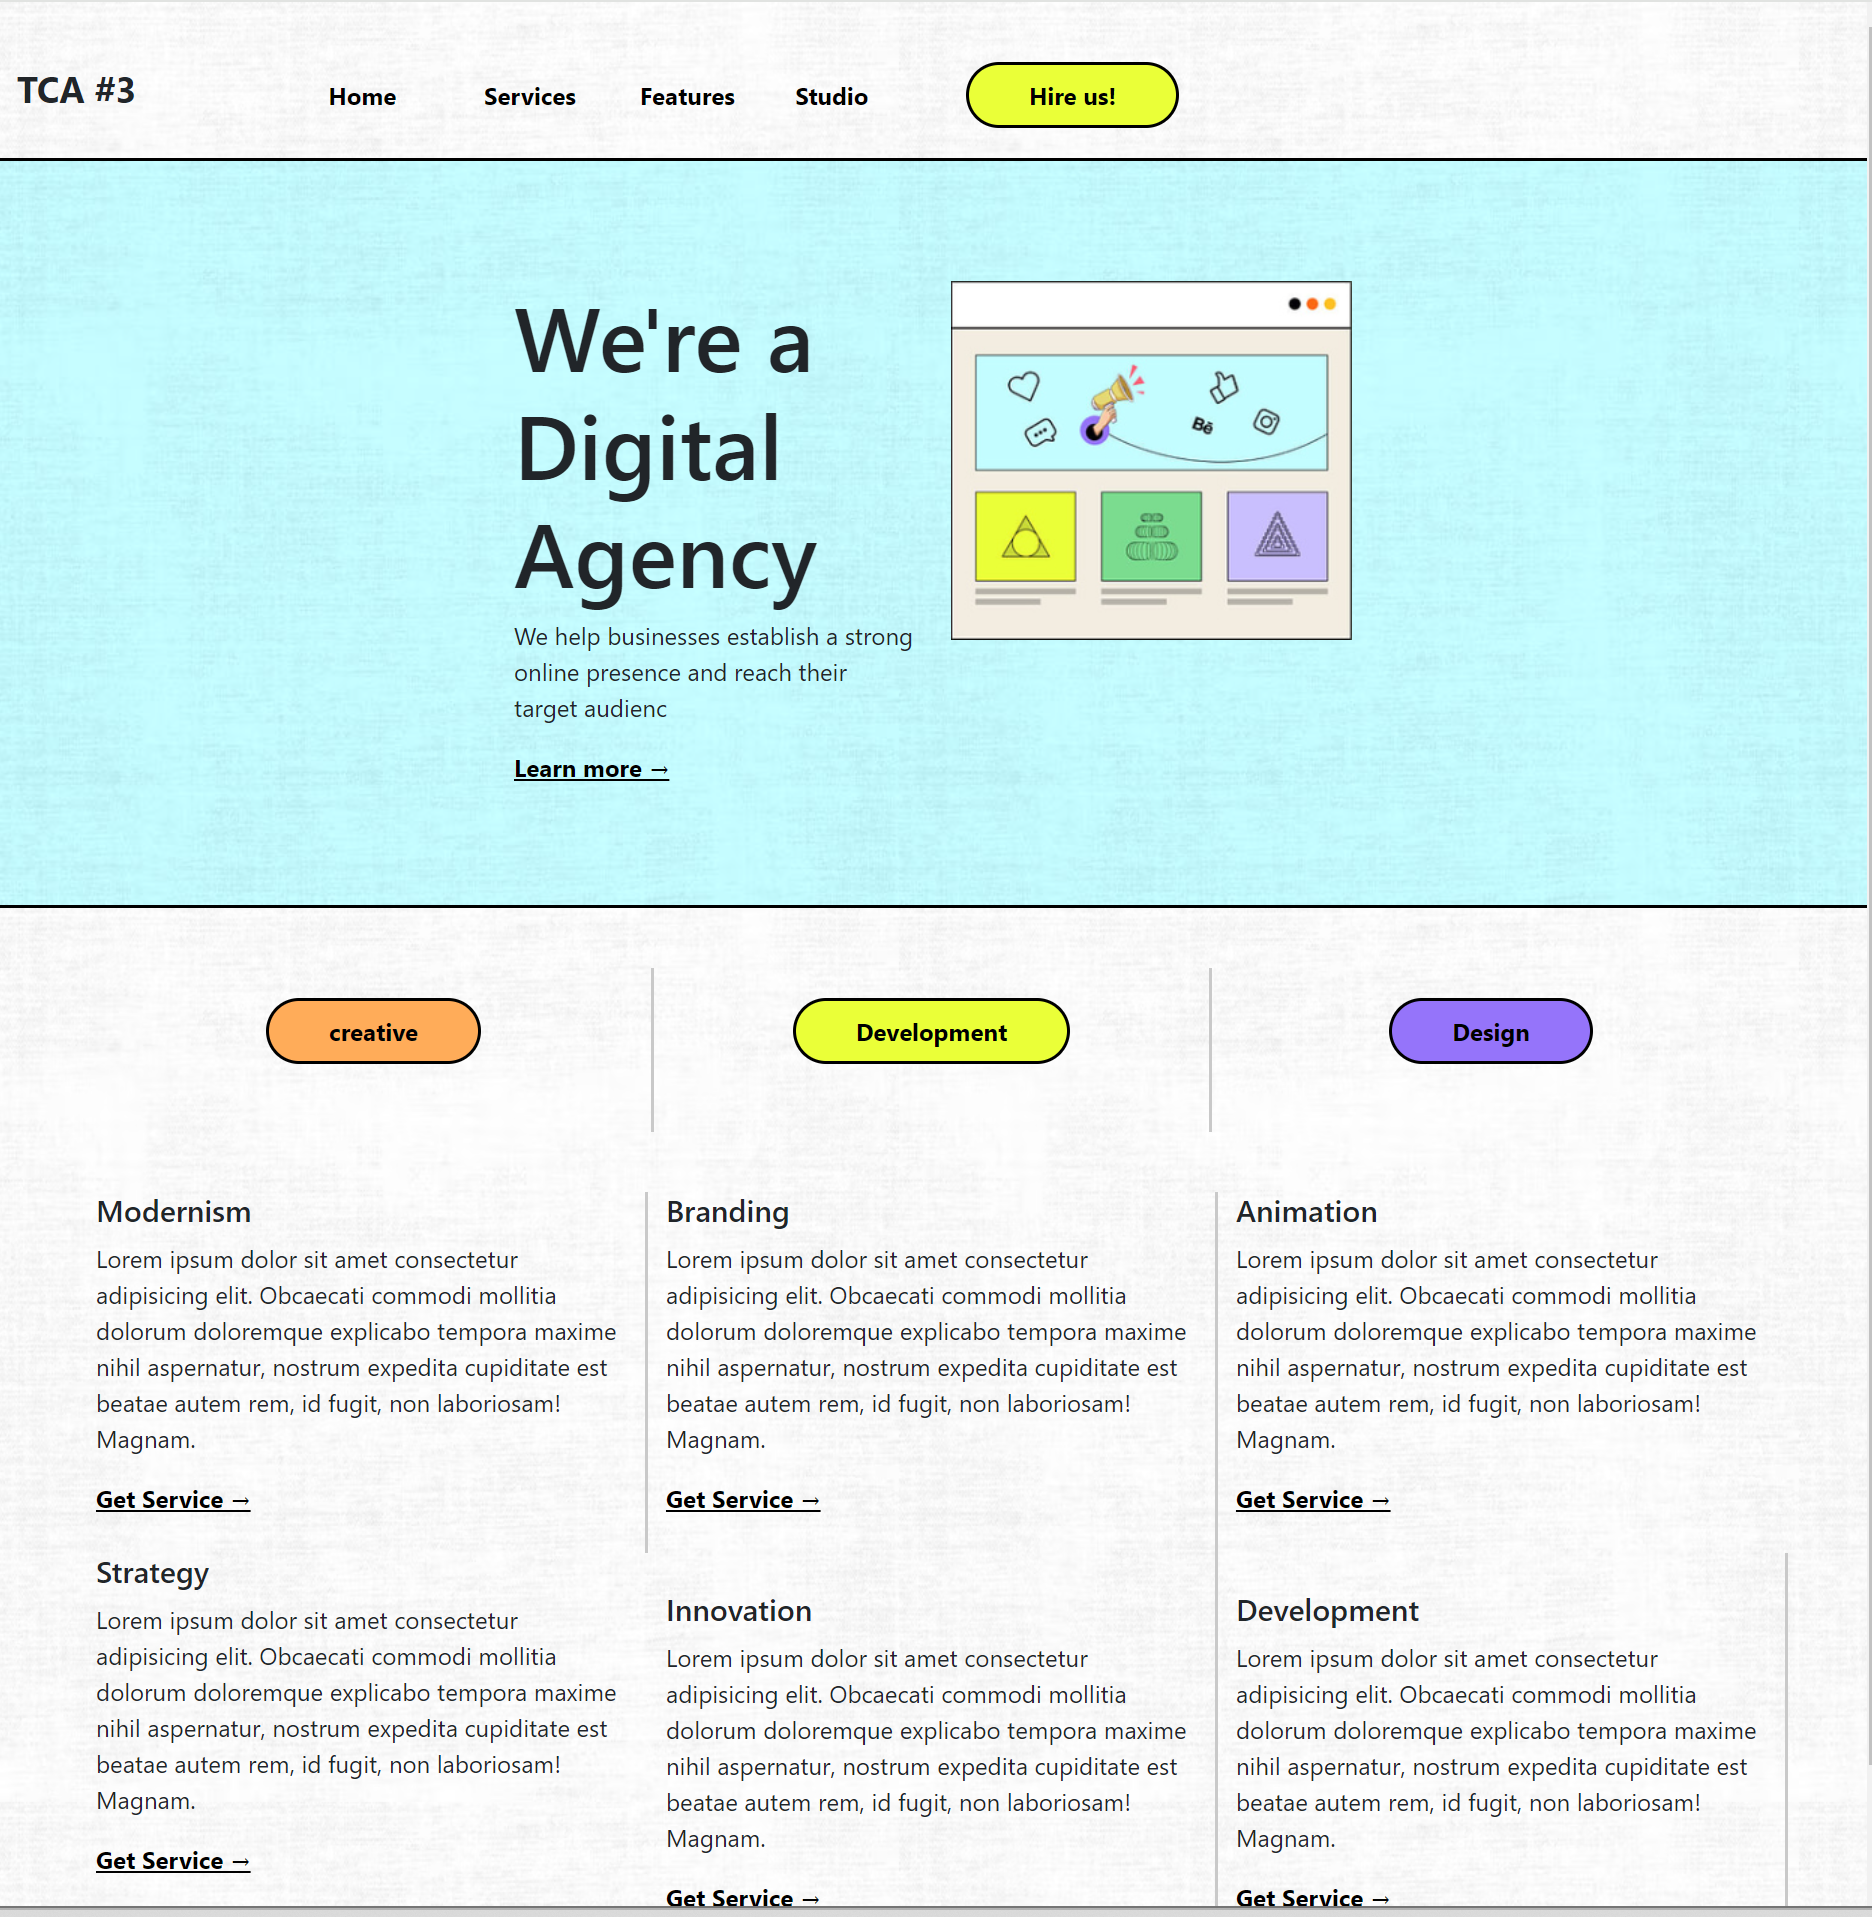 TCA #3
Home Services Features Studio Hire us!
We're a
Digital
Agency
We help businesses establish a strong
online presence and reach their
target audienc
Learn more →
Bē
creative
Development
Design
Modernism
Lorem ipsum dolor sit amet consectetur
adipisicing elit. Obcaecati commodi mollitia
dolorum doloremque explicabo tempora maxime
nihil aspernatur, nostrum expedita cupiditate est
beatae autem rem, id fugit, non laboriosam!
Magnam.
Get Service →
Branding
Lorem ipsum dolor sit amet consectetur
adipisicing elit. Obcaecati commodi mollitia
dolorum doloremque explicabo tempora maxime
nihil aspernatur, nostrum expedita cupiditate est
beatae autem rem, id fugit, non laboriosam!
Magnam.
Get Service →
Animation
Lorem ipsum dolor sit amet consectetur
adipisicing elit. Obcaecati commodi mollitia
dolorum doloremque explicabo tempora maxime
nihil aspernatur, nostrum expedita cupiditate est
beatae autem rem, id fugit, non laboriosam!
Magnam.
Get Service →
Strategy
Lorem ipsum dolor sit amet consectetur
adipisicing elit. Obcaecati commodi mollitia
dolorum doloremque explicabo tempora maxime
nihil aspernatur, nostrum expedita cupiditate est
beatae autem rem, id fugit, non laboriosam!
Magnam.
Get Service →
Innovation
Lorem ipsum dolor sit amet consectetur
adipisicing elit. Obcaecati commodi mollitia
dolorum doloremque explicabo tempora maxime
nihil aspernatur, nostrum expedita cupiditate est
beatae autem rem, id fugit, non laboriosam!
Magnam.
Get Service →
Development
Lorem ipsum dolor sit amet consectetur
adipisicing elit. Obcaecati commodi mollitia
dolorum doloremque explicabo tempora maxime
nihil aspernatur, nostrum expedita cupiditate est
beatae autem rem, id fugit, non laboriosam!
Magnam.
Get Service →